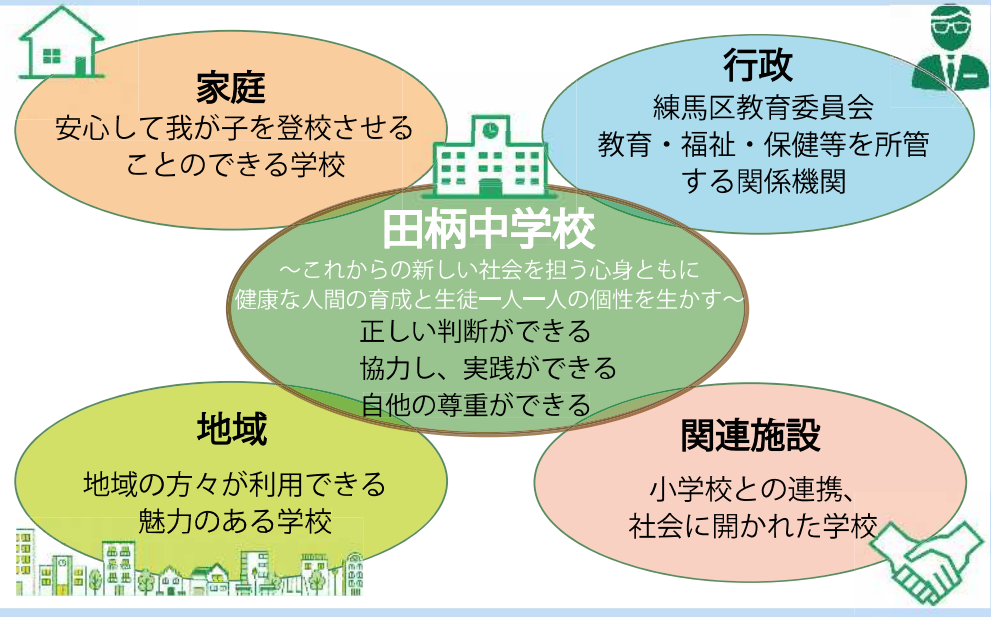 家庭
安心して我が子を登校させる
ことのできる学校
行政
練馬区教育委員会
教育・福祉・保健等を所管
する関係機関
田柄中学校
～これからの新しい社会を担う心身ともに
健康な人間の育成と生徒一人一人の個性を生かす～
正しい判断ができる
協力し、実践ができる
自他の尊重ができる
地域
地域の方々が利用できる
魅力のある学校
関連施設
小学校との連携、
社会に開かれた学校